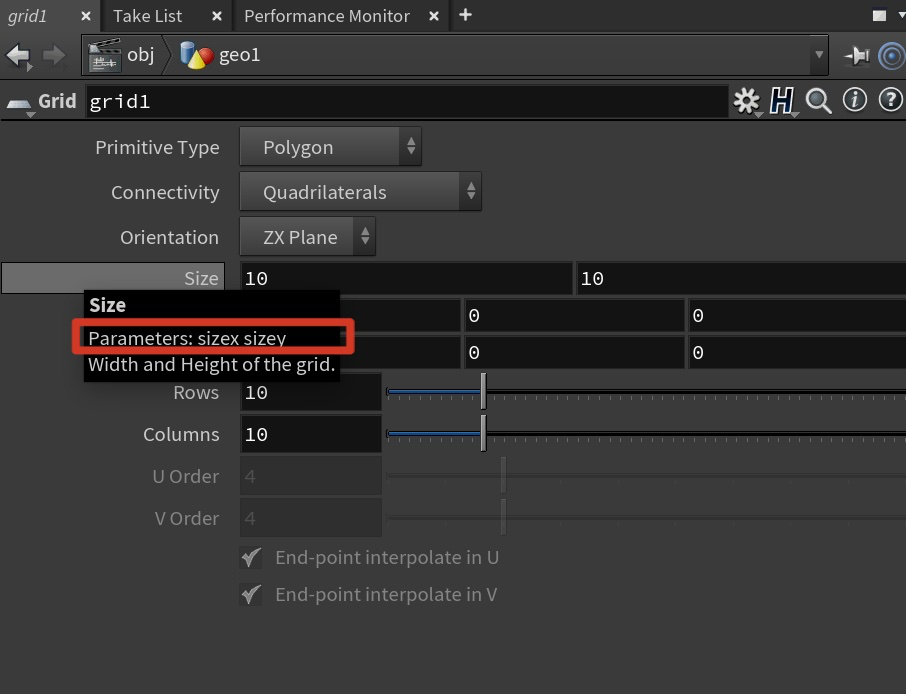 grid1 × Take List × Performance Monitor × +
obj geo1
Grid grid1
Primitive Type Polygon
Connectivity Quadrilaterals
Orientation ZX Plane
Size 10 10
Size
0 0
Parameters: sizex sizey
0 0
Width and Height of the grid.
Rows 10
Columns 10
U Order 4
V Order 4
End-point interpolate in U
End-point interpolate in V